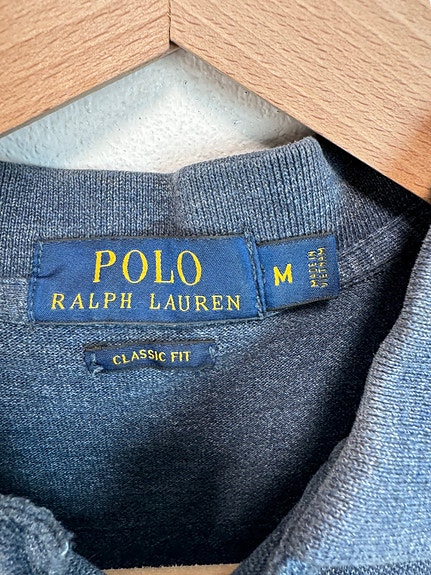 POLO
RALPH LAUREN
M
MADE IN
VIETNAM
CLASSIC FIT